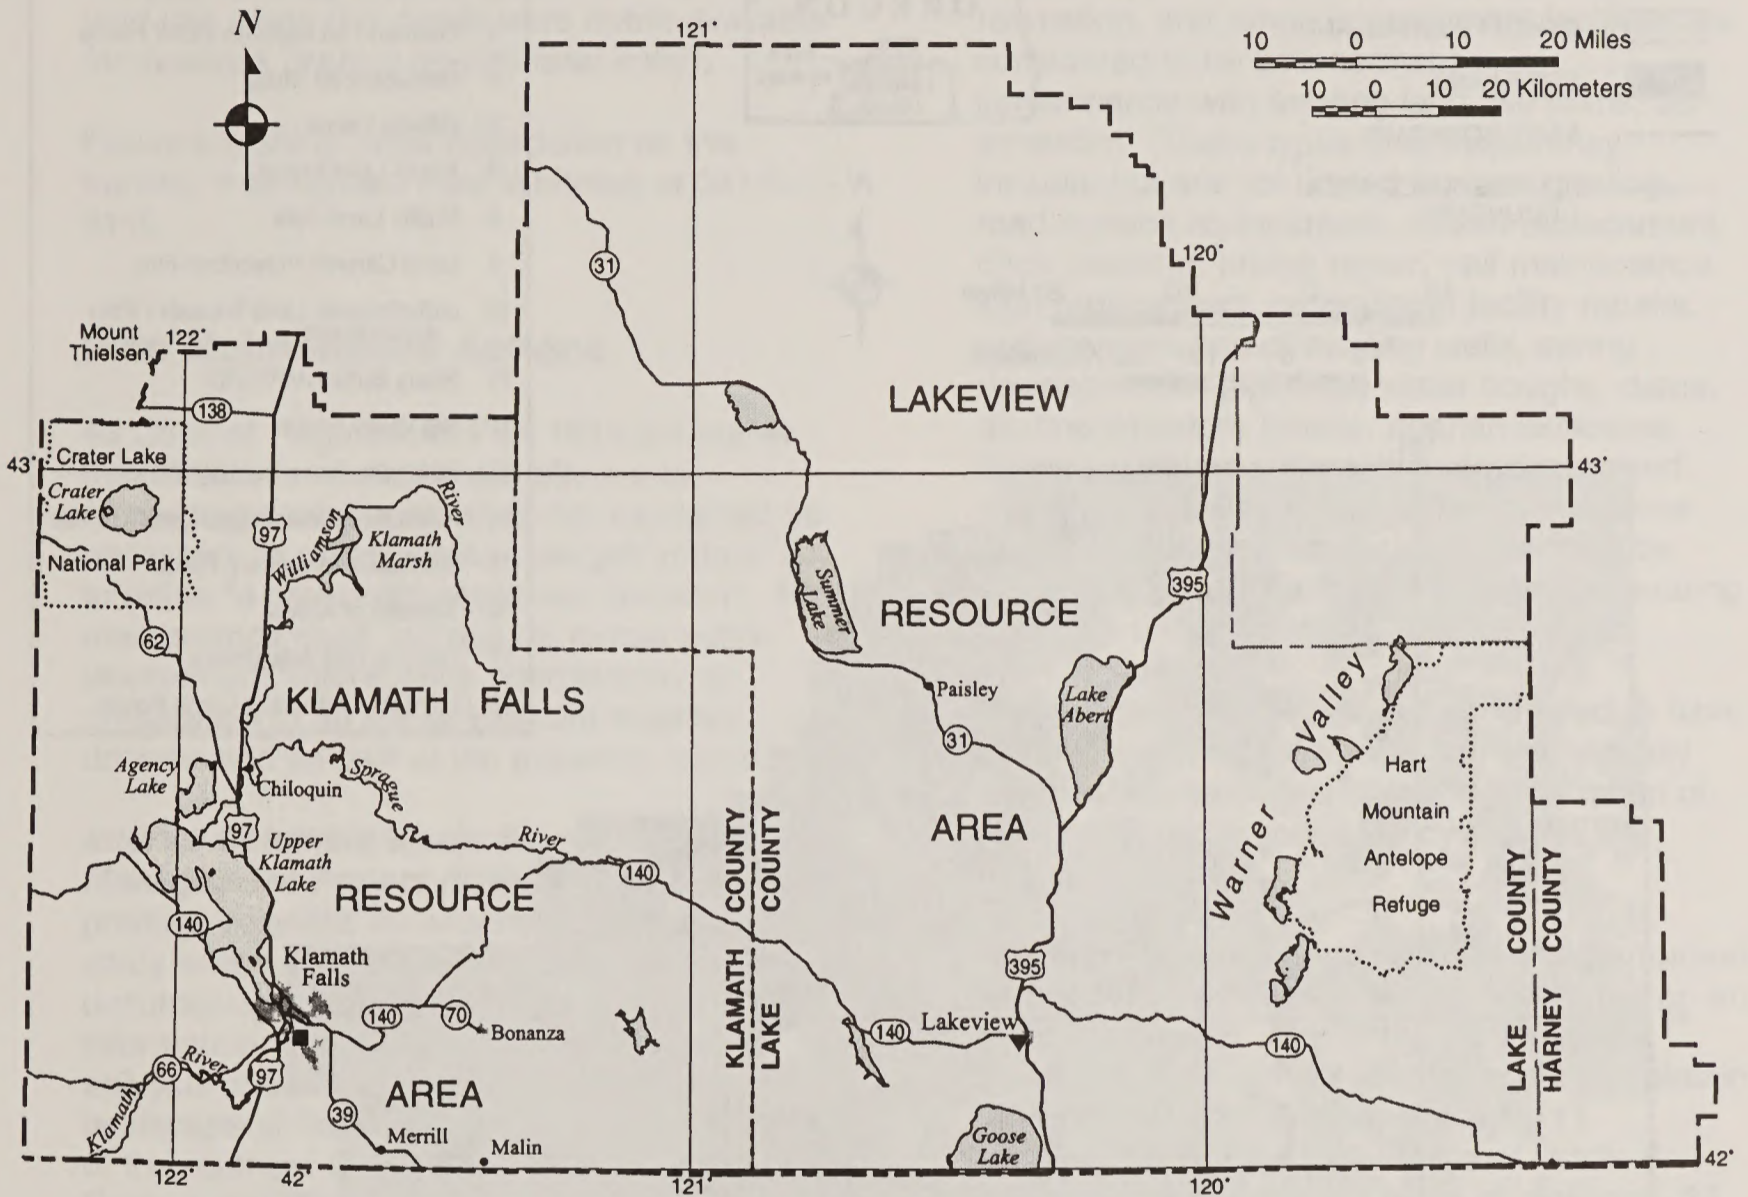 N
121°
10 0 10 20 Miles
10 0 10 20 Kilometers
31
120°
Mount
Thielsen
122°
138
LAKEVIEW
43°
Crater Lake
43°
Crater
Lake
River
97
Williamson
Klamath
Marsh
National Park
Summer
Lake
395
RESOURCE
62
KLAMATH FALLS
Paisley
Lake
Abert
Valley
31
Agency
Lake
Chiloquin
Sprague
Hart
Mountain
Antelope
Refuge
97
Upper
Klamath
Lake
River
AREA
140
Warner
RESOURCE
140
KLAMATH COUNTY
LAKE COUNTY
LAKE COUNTY
HARNEY COUNTY
Klamath
Falls
395
140
70
Bonanza
140
Lakeview
140
66
River
97
Klamath
AREA
39
Merrill
Malin
Goose
Lake
122°
42°
121°
120°
42°